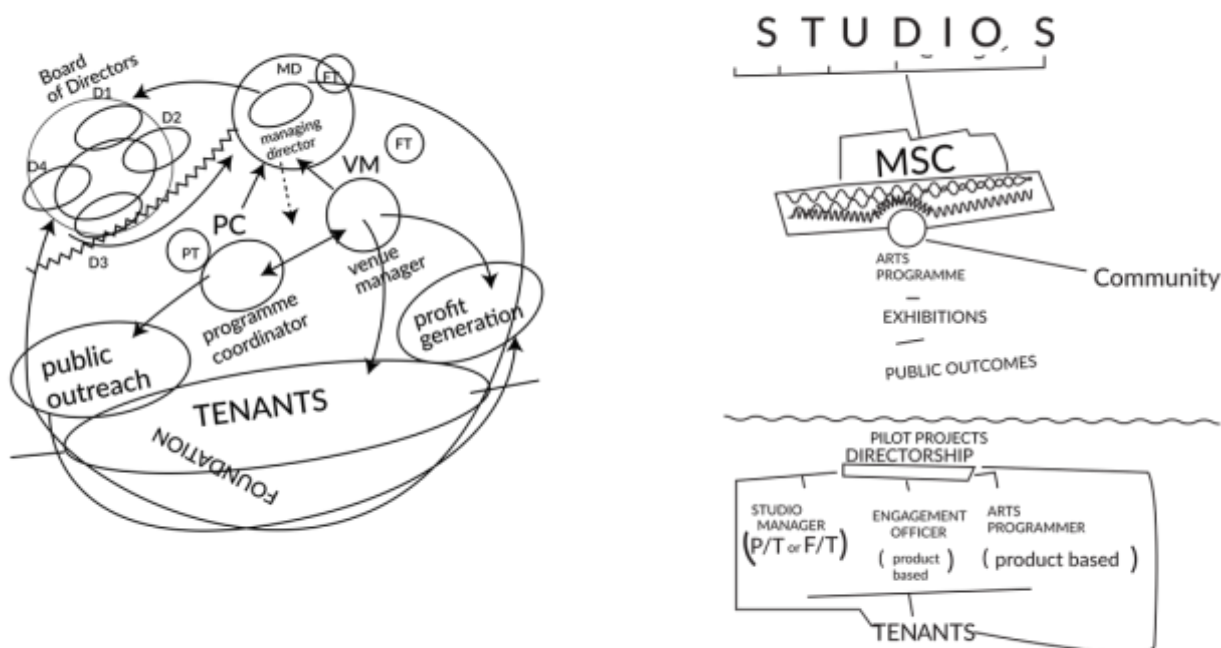 Board
of Directors
D1
D2
D4
D3
MD
FT
managing
director
FT
VM
PC
PT
venue
manager
programme
coordinator
profit
generation
public
outreach
TENANTS
FOUNDATION
STUDIOS
MSC
ARTS
PROGRAMME
Community
EXHIBITIONS
PUBLIC OUTCOMES
PILOT PROJECTS
DIRECTORSHIP
STUDIO
MANAGER
(P/T or F/T)
ENGAGEMENT
OFFICER
( product )
based
ARTS
PROGRAMMER
( product based )
TENANTS